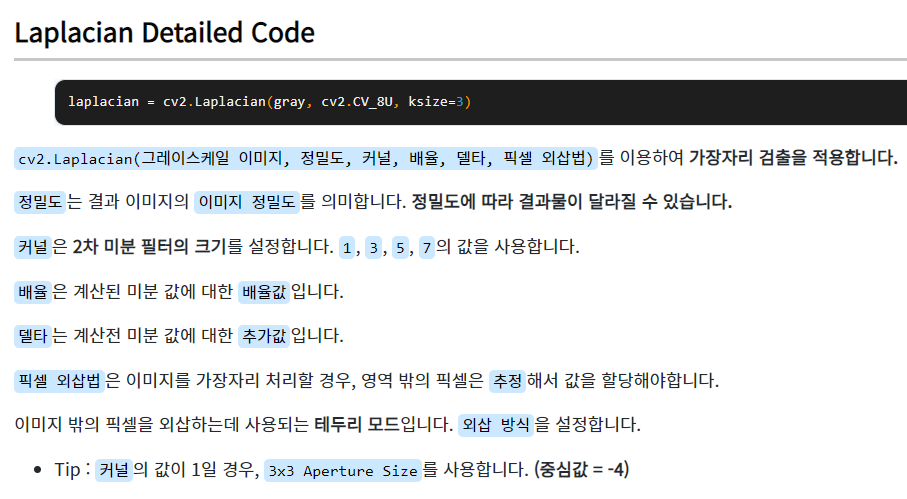 Laplacian Detailed Code
laplacian = cv2.Laplacian(gray, cv2.CV_8U, ksize=3)
cv2.Laplacian(그레이스케일 이미지, 정밀도, 커널, 배율, 델타, 픽셀 외삽법)를 이용하여 가장자리 검출을 적용합니다.
정밀도는 결과 이미지의 이미지 정밀도를 의미합니다. 정밀도에 따라 결과물이 달라질 수 있습니다.
커널은 2차 미분 필터의 크기를 설정합니다. 1, 3, 5, 7의 값을 사용합니다.
배율은 계산된 미분 값에 대한 배율값입니다.
델타는 계산전 미분 값에 대한 추가값입니다.
픽셀 외삽법은 이미지를 가장자리 처리할 경우, 영역 밖의 픽셀은 추정해서 값을 할당해야합니다.
이미지 밖의 픽셀을 외삽하는데 사용되는 테두리 모드입니다. 외삽 방식을 설정합니다.
• Tip : 커널의 값이 1일 경우, 3x3 Aperture Size를 사용합니다. (중심값 = -4)